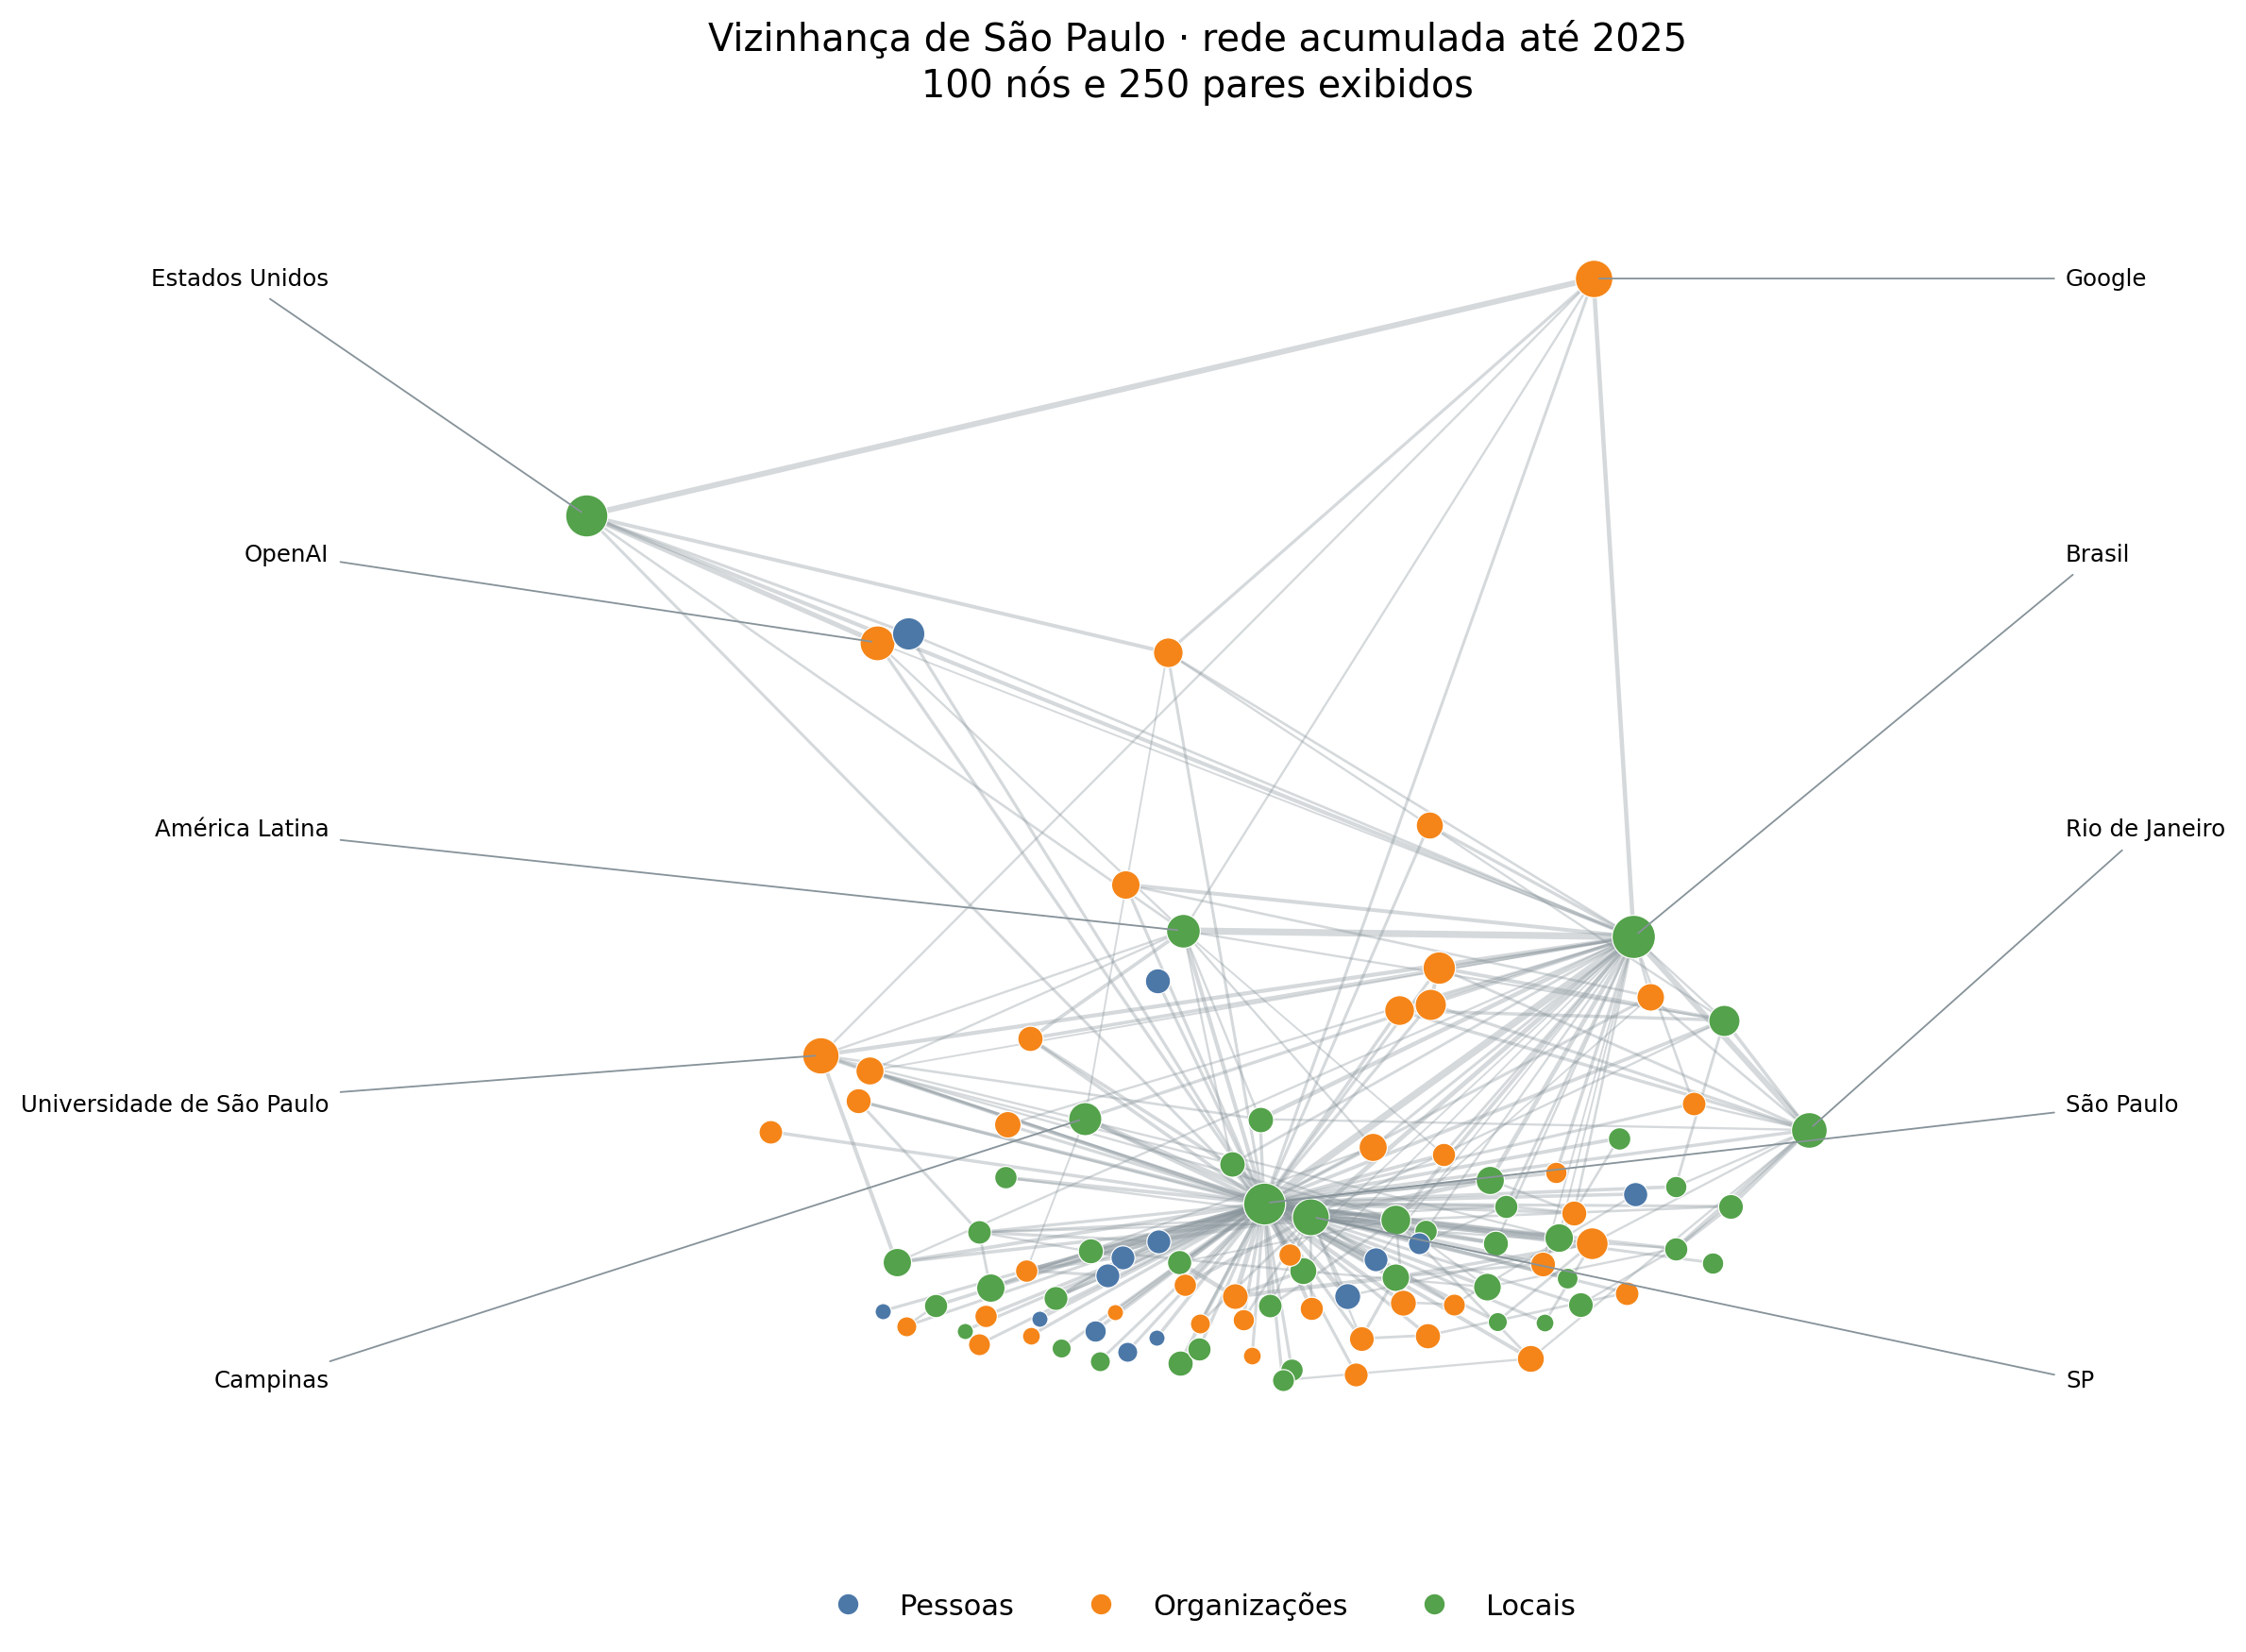 Vizinhança de São Paulo · rede acumulada até 2025
100 nós e 250 pares exibidos
Estados Unidos
Google
OpenAI
Brasil
América Latina
Rio de Janeiro
Universidade de São Paulo
São Paulo
Campinas
SP
Pessoas
Organizações
Locais